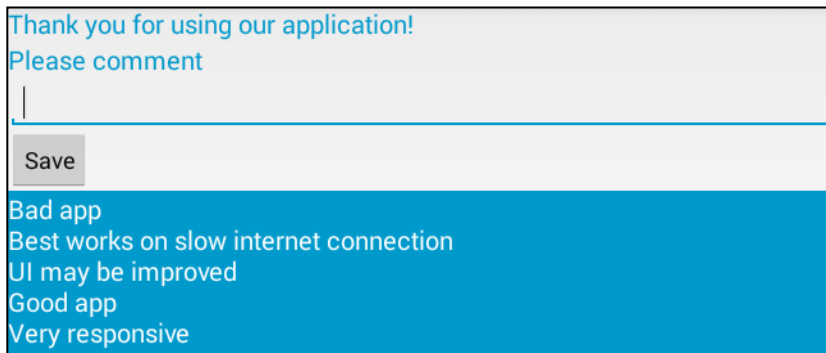 Thank you for using our application!
Please comment
Save
Bad app
Best works on slow internet connection
UI may be improved
Good app
Very responsive